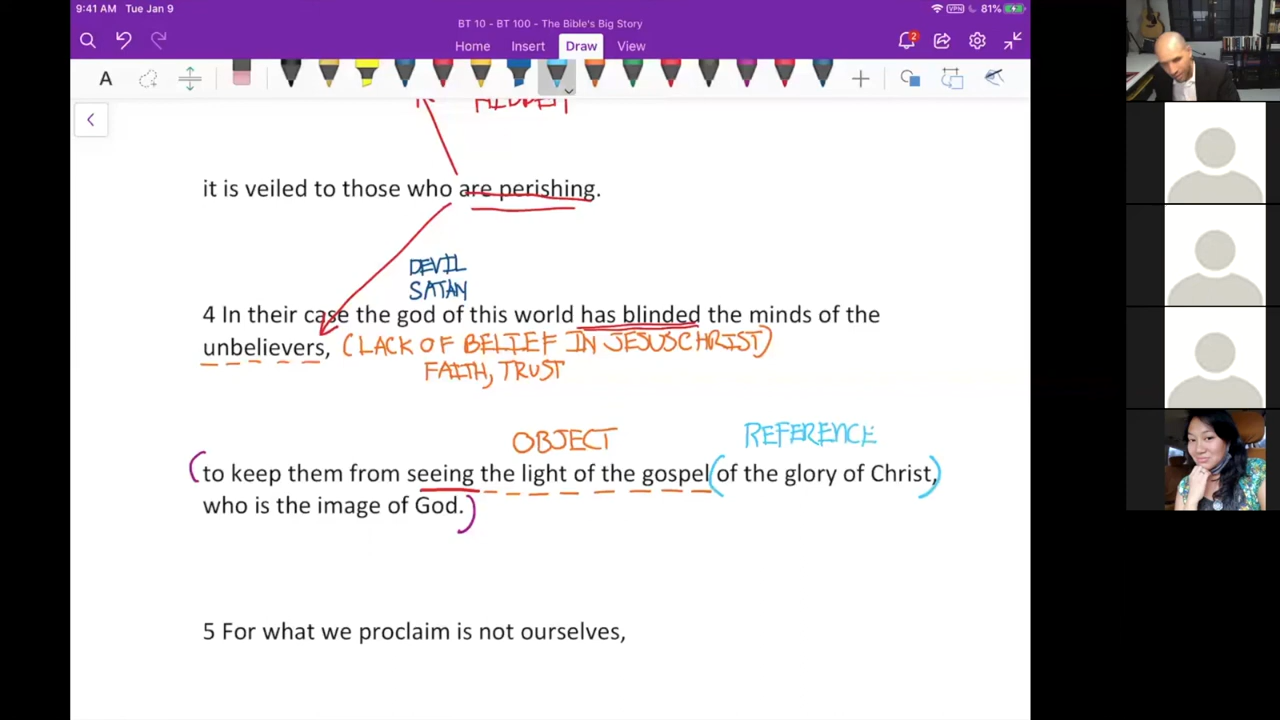 9:41 AM Tue Jan 9
VPN 81%
BT 10 - BT 100 - The Bible's Big Story
Home Insert Draw View
2
A
HIDDEN
it is veiled to those who are perishing.
DEVIL
SATAN
4 In their case the god of this world has blinded the minds of the
unbelievers, (LACK OF BELIEF IN JESUS CHRIST)
FAITH, TRUST
OBJECT REFERENCE
(to keep them from seeing the light of the gospel (of the glory of Christ,)
who is the image of God.)
5 For what we proclaim is not ourselves,